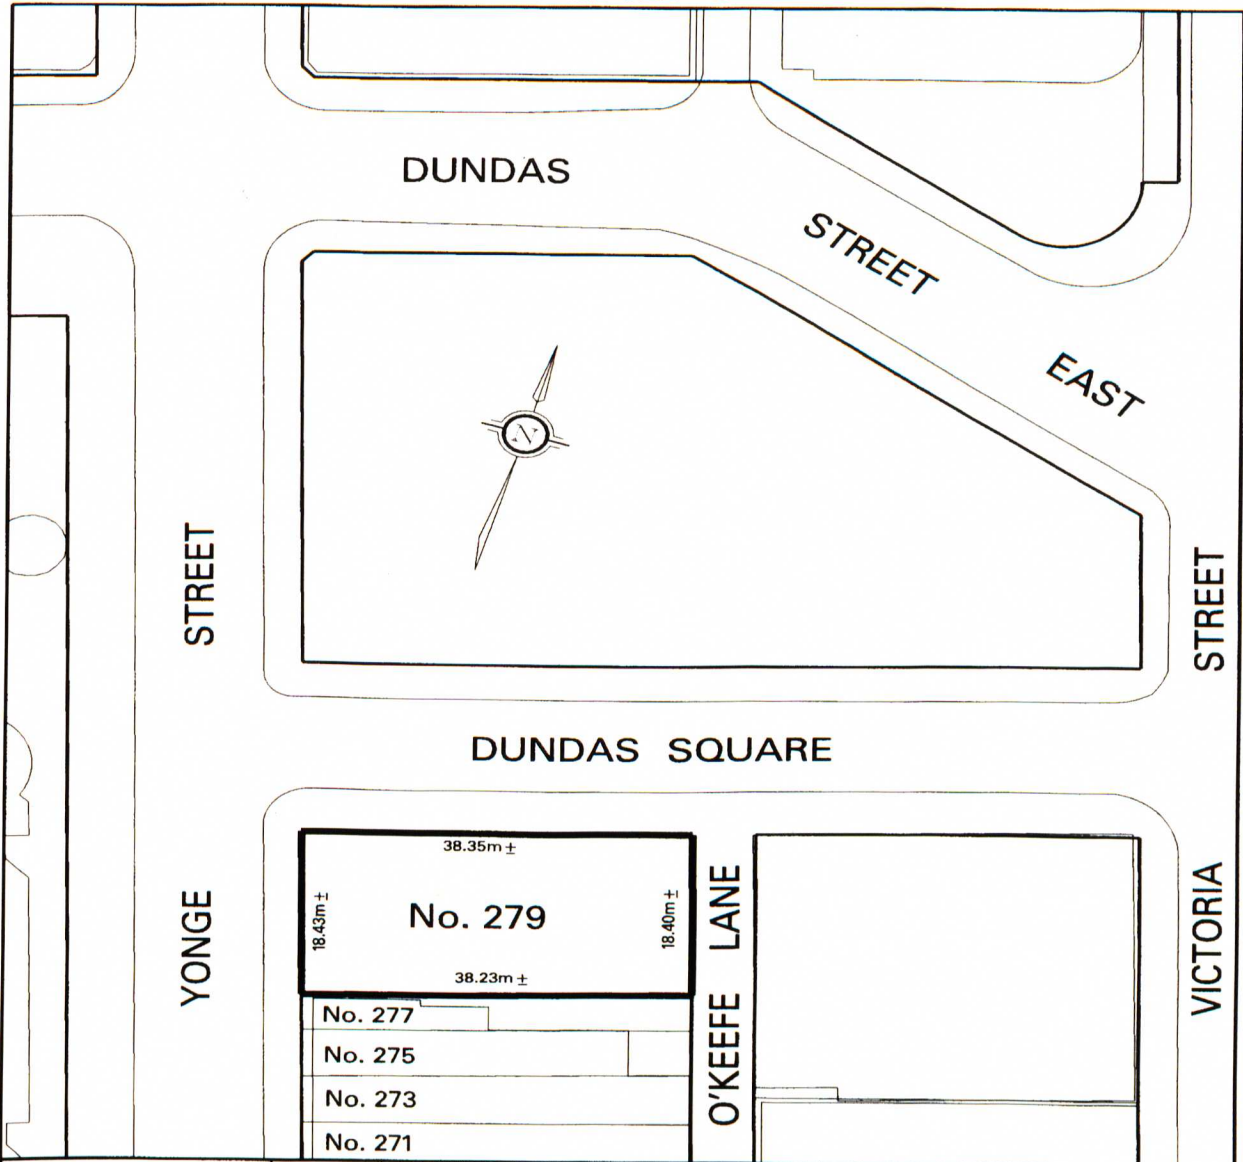 DUNDAS
STREET
EAST
N
STREET
STREET
DUNDAS SQUARE
38.35m ±
18.43m ±
No. 279
18.40m ±
38.23m ±
YONGE
O'KEEFE LANE
VICTORIA
No. 277
No. 275
No. 273
No. 271